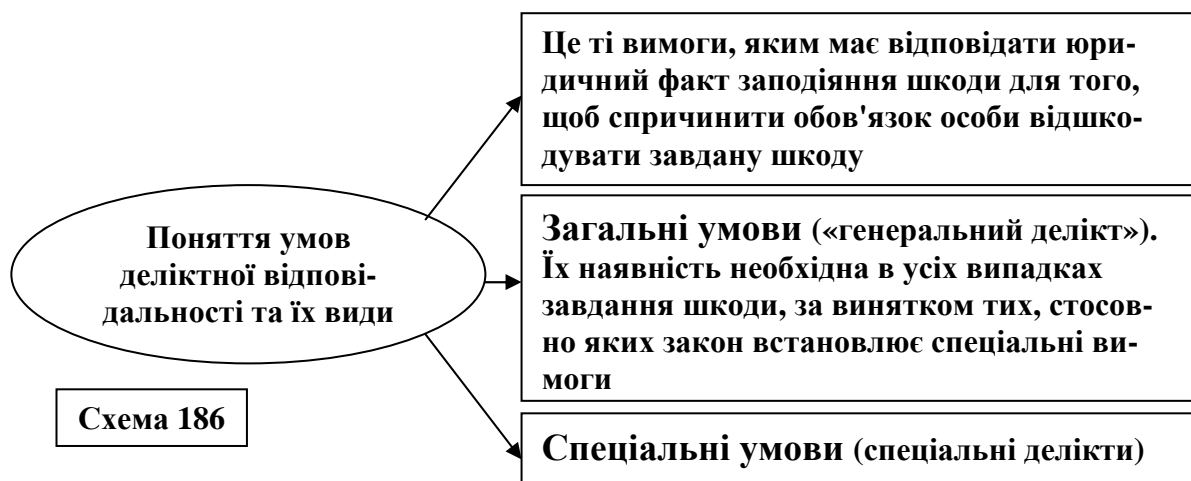 Це ті вимоги, яким має відповідати юри-
дичний факт заподіяння шкоди для того,
щоб спричинити обов'язок особи відшко-
дувати завдану шкоду
Поняття умов
деліктної відпові-
дальності та їх види
Загальні умови («генеральний делікт»).
Їх наявність необхідна в усіх випадках
завдання шкоди, за винятком тих, стосов-
но яких закон встановлює спеціальні ви-
моги
Схема 186
Спеціальні умови (спеціальні делікти)